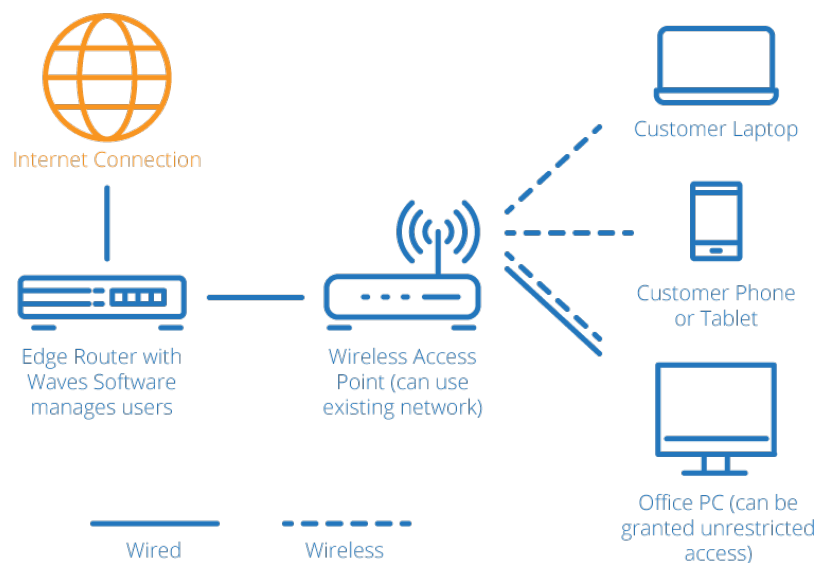 Internet Connection
Customer Laptop
Edge Router with
Waves Software
manages users
Wireless Access
Point (can use
existing network)
Customer Phone
or Tablet
Office PC (can be
granted unrestricted
access)
Wired
Wireless